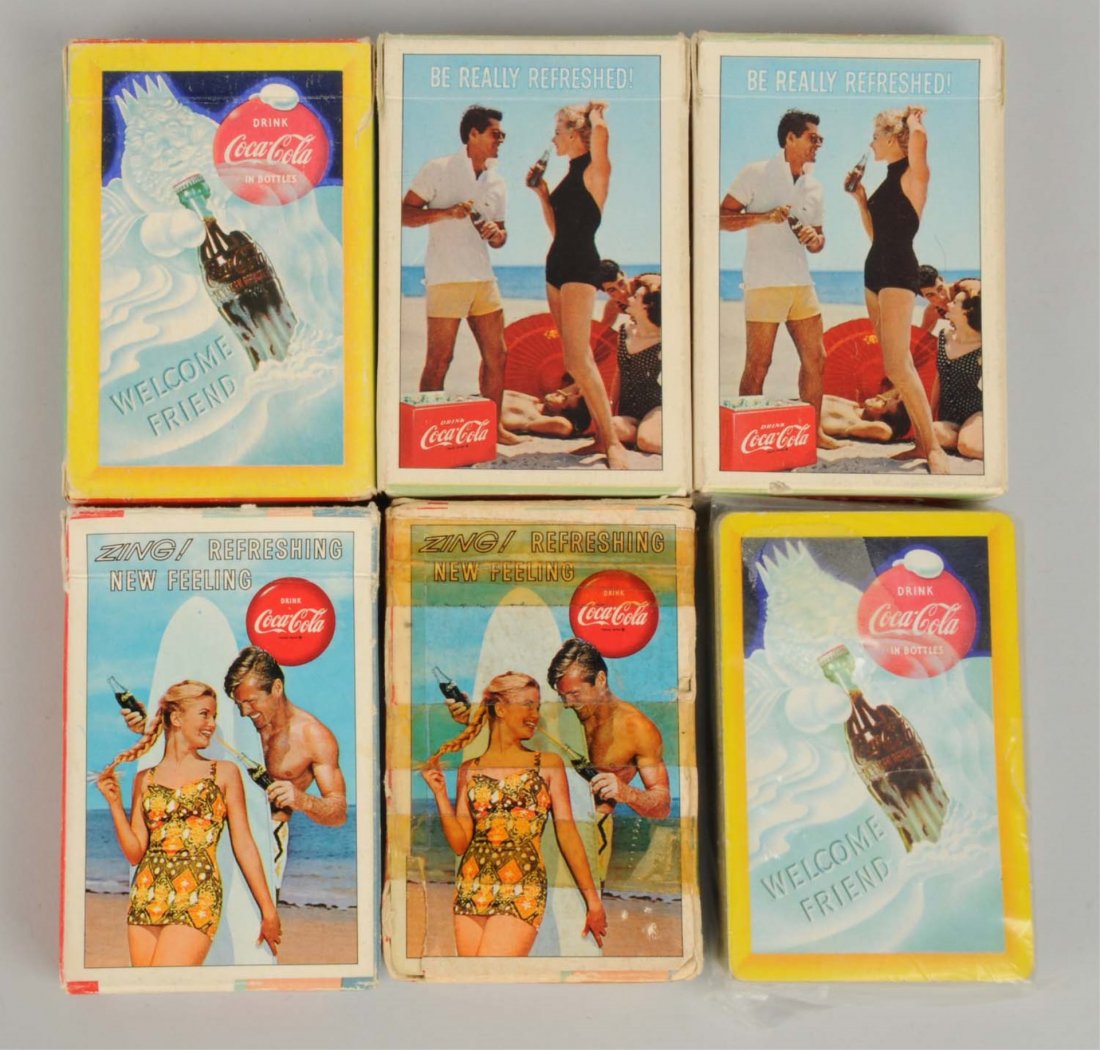 DRINK
Coca-Cola
IN BOTTLES
WELCOME
FRIEND
BE REALLY REFRESHED!
DRINK
Coca-Cola
BE REALLY REFRESHED!
DRINK
Coca-Cola
ZING! REFRESHING
NEW FEELING
DRINK
Coca-Cola
ZING! REFRESHING
NEW FEELING
DRINK
Coca-Cola
DRINK
Coca-Cola
IN BOTTLES
WELCOME
FRIEND